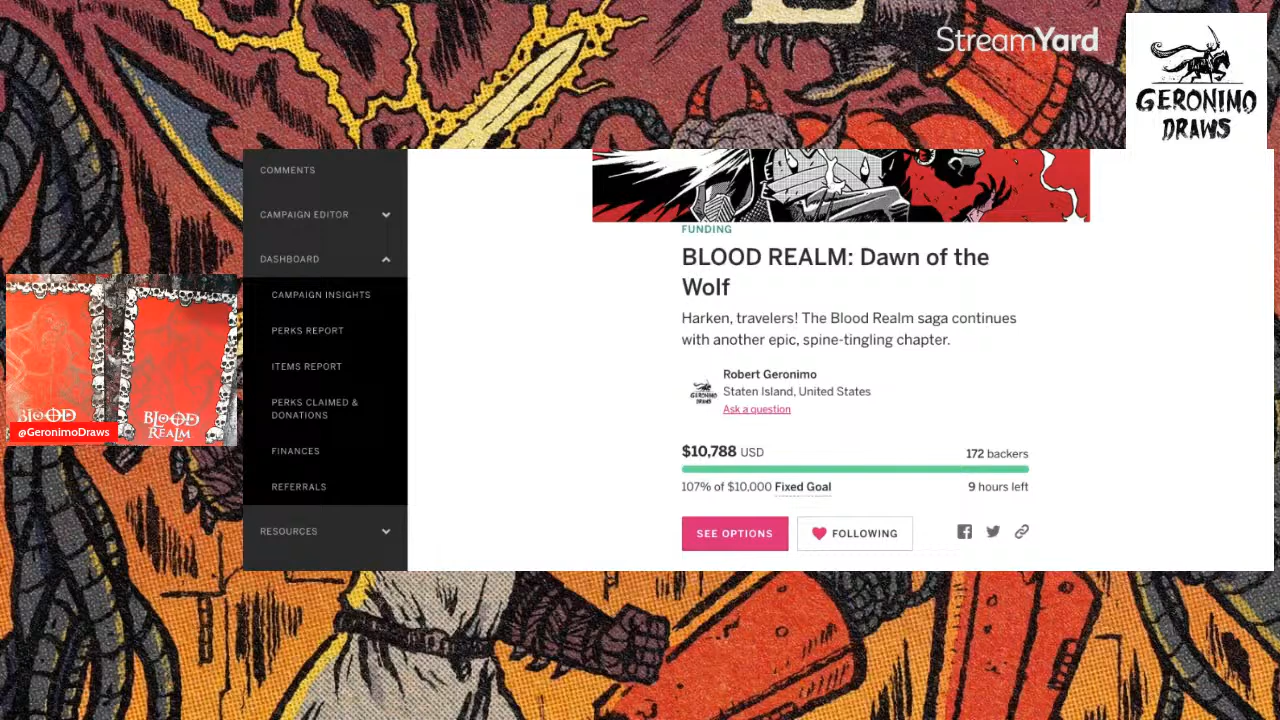 StreamYard
GERONIMO
DRAWS
COMMENTS
CAMPAIGN EDITOR
DASHBOARD
CAMPAIGN INSIGHTS
PERKS REPORT
ITEMS REPORT
PERKS CLAIMED &
DONATIONS
FINANCES
REFERRALS
RESOURCES
FUNDING
BLOOD REALM: Dawn of the
Wolf
Harken, travelers! The Blood Realm saga continues
with another epic, spine-tingling chapter.
GERONIMO
DRAWS
Robert Geronimo
Staten Island, United States
Ask a question
$10,788 USD
172 backers
107% of $10,000 Fixed Goal
9 hours left
SEE OPTIONS
FOLLOWING
BLOOD
@GeronimoDraws
BLOOD
REALM